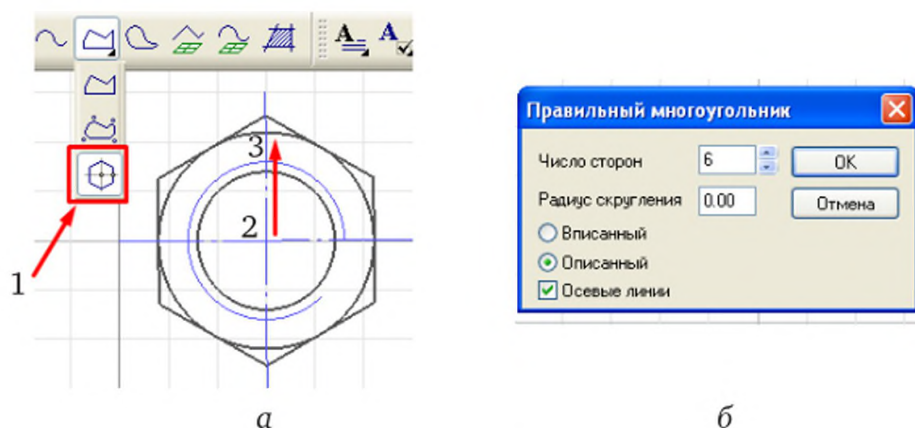 A A
3
2
1
а
Правильный многоугольник
Число сторон 6 OK
Радиус скругления 0.00 Отмена
Вписанный
Описанный
Осевые линии
б